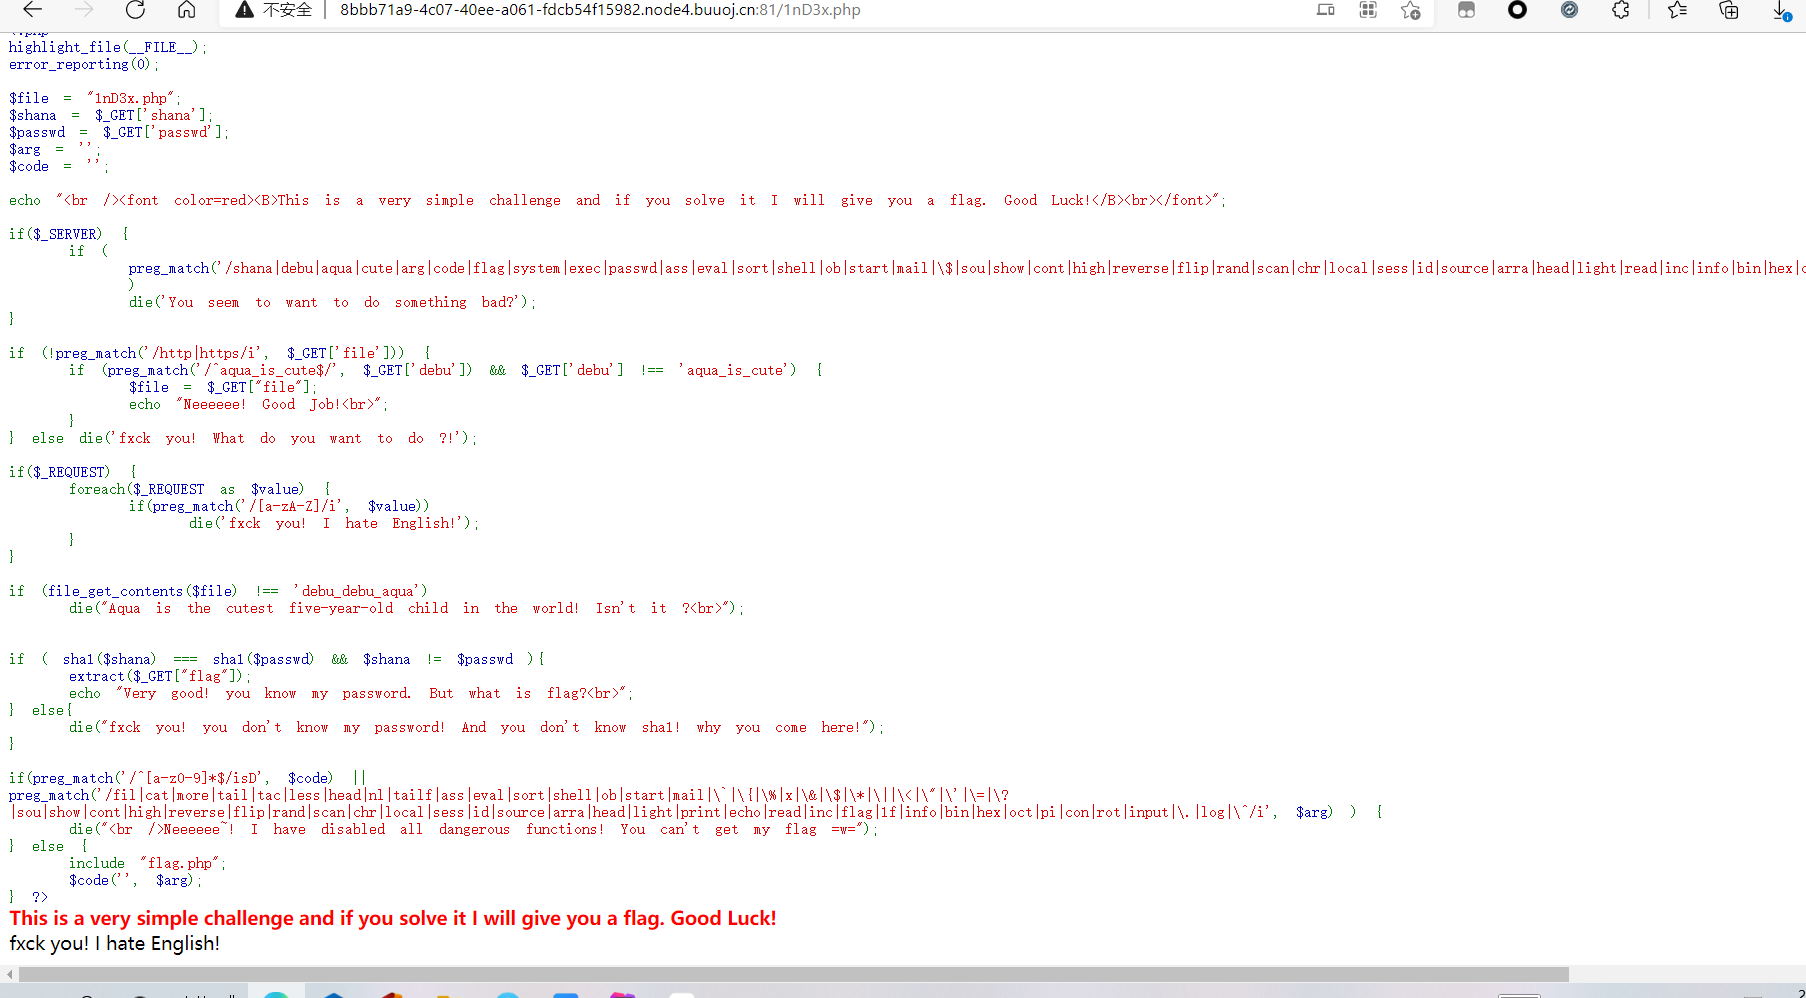 不安全 | 8bbb71a9-4c07-40ee-a061-fdcb54f15982.node4.buuoj.cn:81/1nD3x.php
highlight_file(__FILE__);
error_reporting(0);
$file = "1nD3x.php";
$shana = $_GET['shana'];
$passwd = $_GET['passwd'];
$arg = '';
$code = '';
echo "<br /><font color=red><B>This is a very simple challenge and if you solve it I will give you a flag. Good Luck!</B><br></font>";
if($_SERVER) {
if (
preg_match('/shana|debu|aqua|cute|arg|code|flag|system|exec|passwd|ass|eval|sort|shell|ob|start|mail|\$|sou|show|cont|high|reverse|flip|rand|scan|chr|local|sess|id|source|arra|head|light|read|inc|info|bin|hex|
)
die('You seem to want to do something bad?');
}
if (!preg_match('/http|https/i', $_GET['file'])) {
if (preg_match('/^aqua_is_cute$/', $_GET['debu']) && $_GET['debu'] !== 'aqua_is_cute') {
$file = $_GET["file"];
echo "Neeeeee! Good Job!<br>";
}
} else die('fxck you! What do you want to do ?!');
if($_REQUEST) {
foreach($_REQUEST as $value) {
if(preg_match('/[a-zA-Z]/i', $value))
die('fxck you! I hate English!');
}
}
if (file_get_contents($file) !== 'debu_debu_aqua')
die("Aqua is the cutest five-year-old child in the world! Isn't it ?<br>");
if ( sha1($shana) === sha1($passwd) && $shana != $passwd ){
extract($_GET["flag"]);
echo "Very good! you know my password. But what is flag?<br>";
} else{
die("fxck you! you don't know my password! And you don't know sha1! why you come here!");
}
if(preg_match('/^[a-z0-9]*$/isD', $code) ||
preg_match('/fil|cat|more|tail|tac|less|head|nl|tailf|ass|eval|sort|shell|ob|start|mail|\`|\{|\%|x|\&|\$|\*|\||\<|\"|\'|\=|\?
|sou|show|cont|high|reverse|flip|rand|scan|chr|local|sess|id|source|arra|head|light|print|echo|read|inc|flag|1f|info|bin|hex|oct|pi|con|rot|input|\.|log|\^/i', $arg) ) {
die("<br />Neeeeee~! I have disabled all dangerous functions! You can't get my flag =w=");
} else {
include "flag.php";
$code('', $arg);
} ?>
This is a very simple challenge and if you solve it I will give you a flag. Good Luck!
fxck you! I hate English!